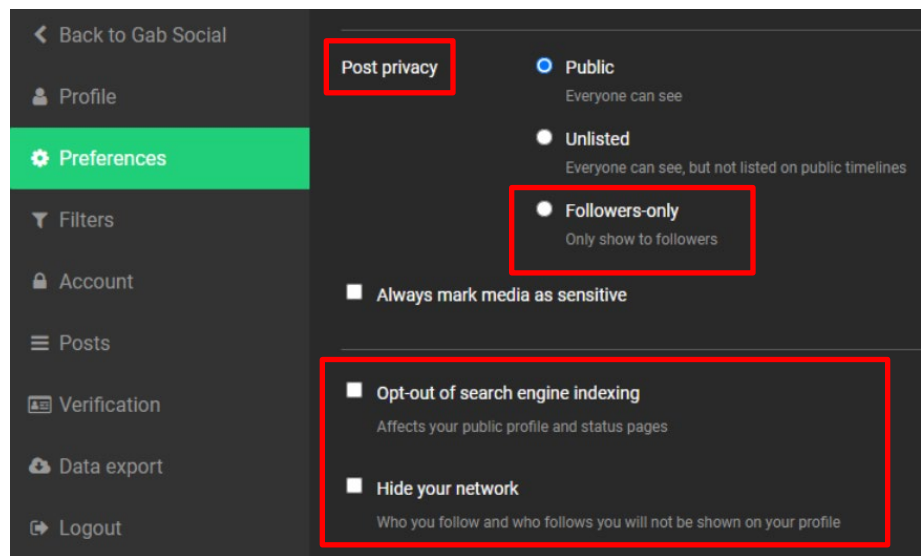 Back to Gab Social
Profile
Preferences
Filters
Account
Posts
Verification
Data export
Logout
Post privacy
Public
Everyone can see
Unlisted
Everyone can see, but not listed on public timelines
Followers-only
Only show to followers
Always mark media as sensitive
Opt-out of search engine indexing
Affects your public profile and status pages
Hide your network
Who you follow and who follows you will not be shown on your profile